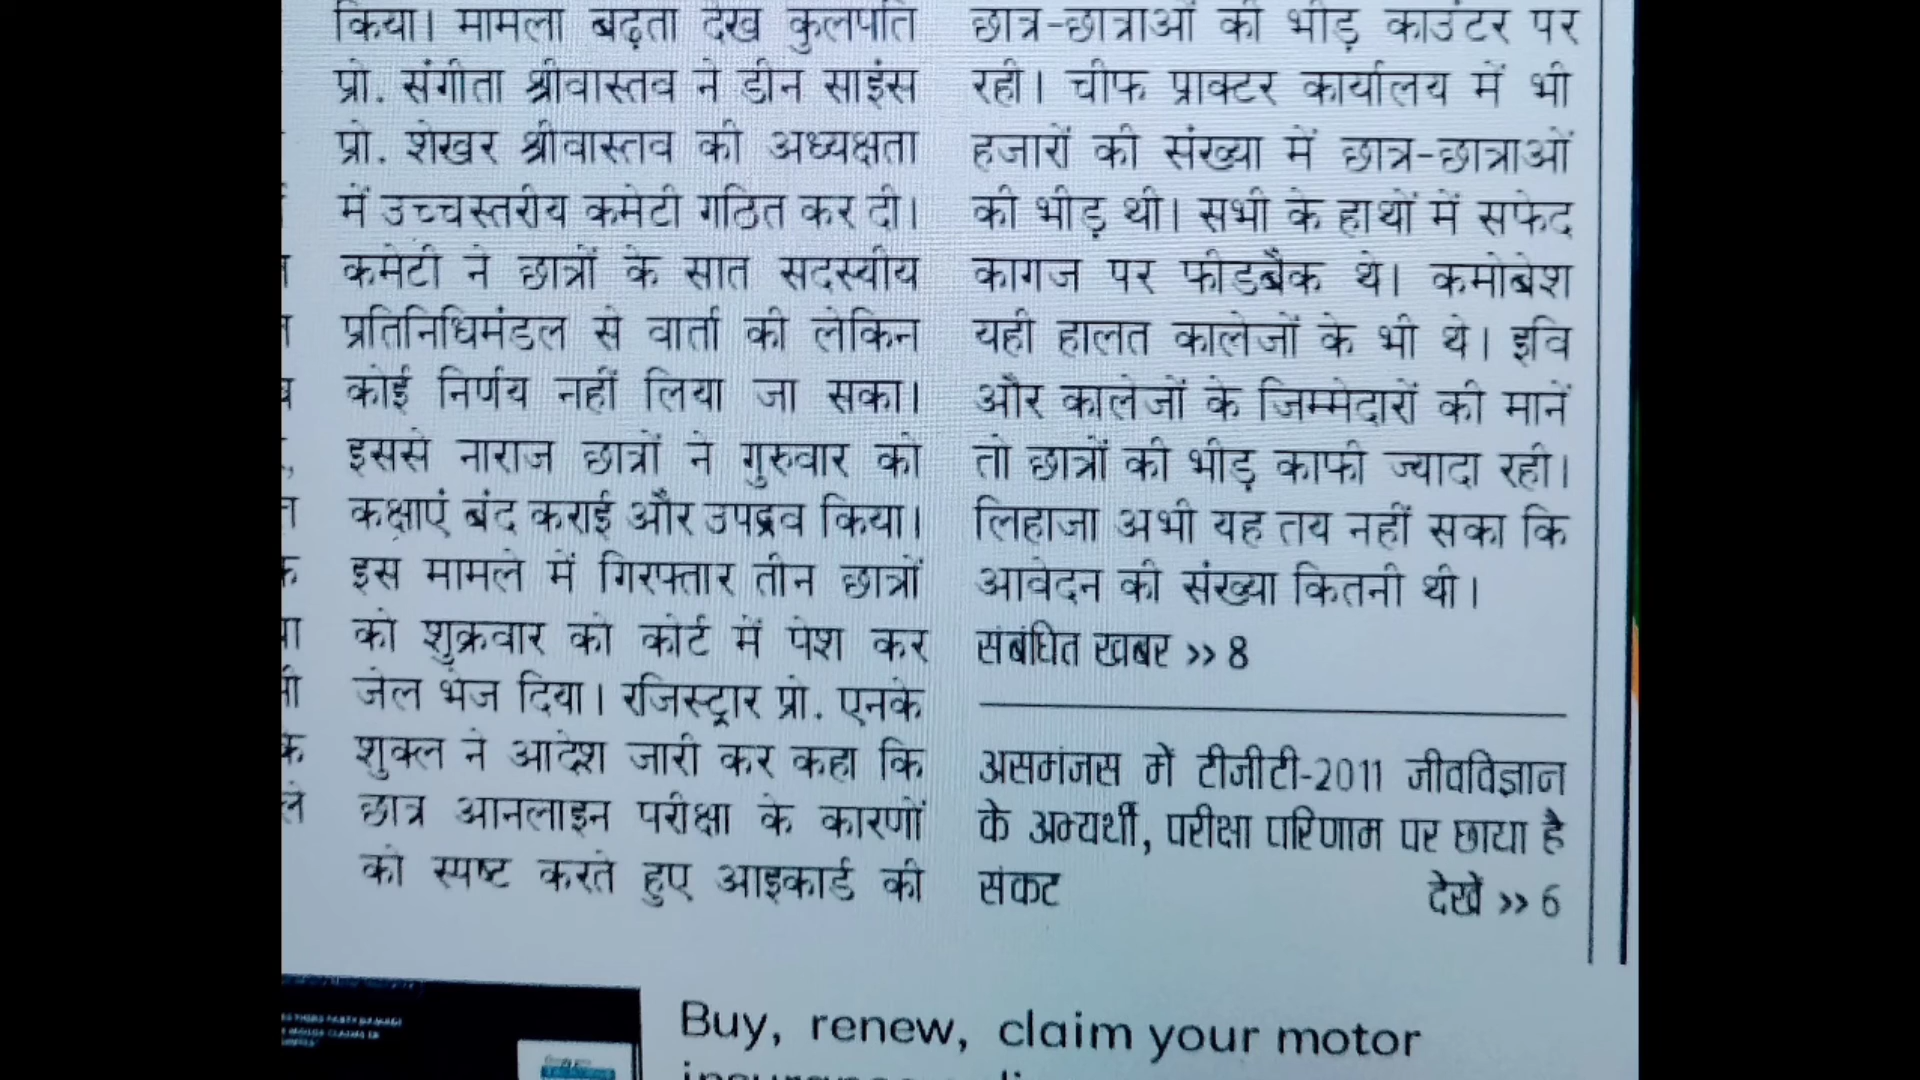 किया। मामला बढ़ता देख कुलपति
प्रो. संगीता श्रीवास्तव ने डीन साइंस
प्रो. शेखर श्रीवास्तव की अध्यक्षता
में उच्चस्तरीय कमेटी गठित कर दी।
कमेटी ने छात्रों के सात सदस्यीय
प्रतिनिधिमंडल से वार्ता की लेकिन
कोई निर्णय नहीं लिया जा सका।
इससे नाराज छात्रों ने गुरुवार को
कक्षाएं बंद कराई और उपद्रव किया।
इस मामले में गिरफ्तार तीन छात्रों
को शुक्रवार को कोर्ट में पेश कर
जेल भेज दिया। रजिस्ट्रार प्रो. एनके
शुक्ल ने आदेश जारी कर कहा कि
छात्र आनलाइन परीक्षा के कारणों
को स्पष्ट करते हुए आइकार्ड की
छात्र-छात्राओं की भीड़ काउंटर पर
रही। चीफ प्राक्टर कार्यालय में भी
हजारों की संख्या में छात्र-छात्राओं
की भीड़ थी। सभी के हाथों में सफेद
कागज पर फीडबैक थे। कमोबेश
यही हालत कालेजों के भी थे। इवि
और कालेजों के जिम्मेदारों की मानें
तो छात्रों की भीड़ काफी ज्यादा रही।
लिहाजा अभी यह तय नहीं सका कि
आवेदन की संख्या कितनी थी।
संबंधित खबर >> 8
असमंजस में टीजीटी-2011 जीवविज्ञान
के अभ्यर्थी, परीक्षा परिणाम पर छाया है
संकट देखें >> 6
Buy, renew, claim your motor